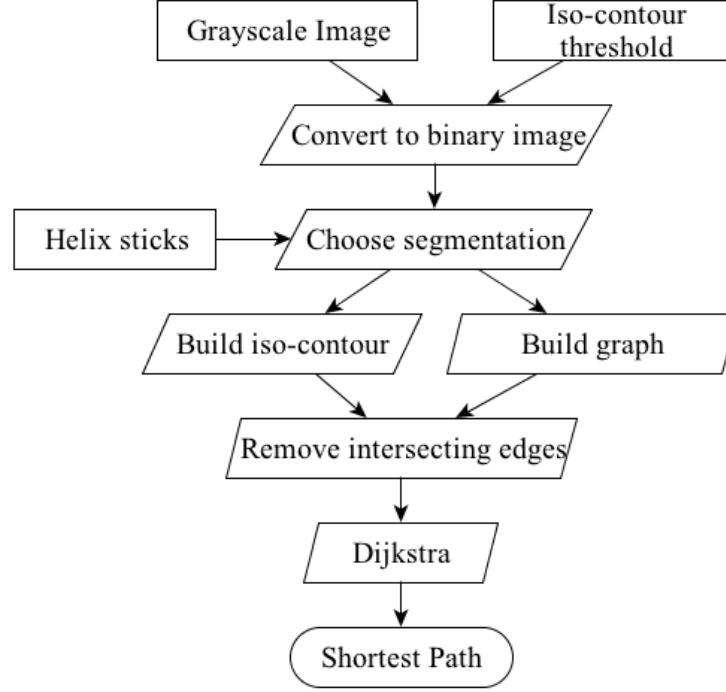 Grayscale Image
Iso-contour
threshold
Convert to binary image
Helix sticks
Choose segmentation
Build iso-contour
Build graph
Remove intersecting edges
Dijkstra
Shortest Path